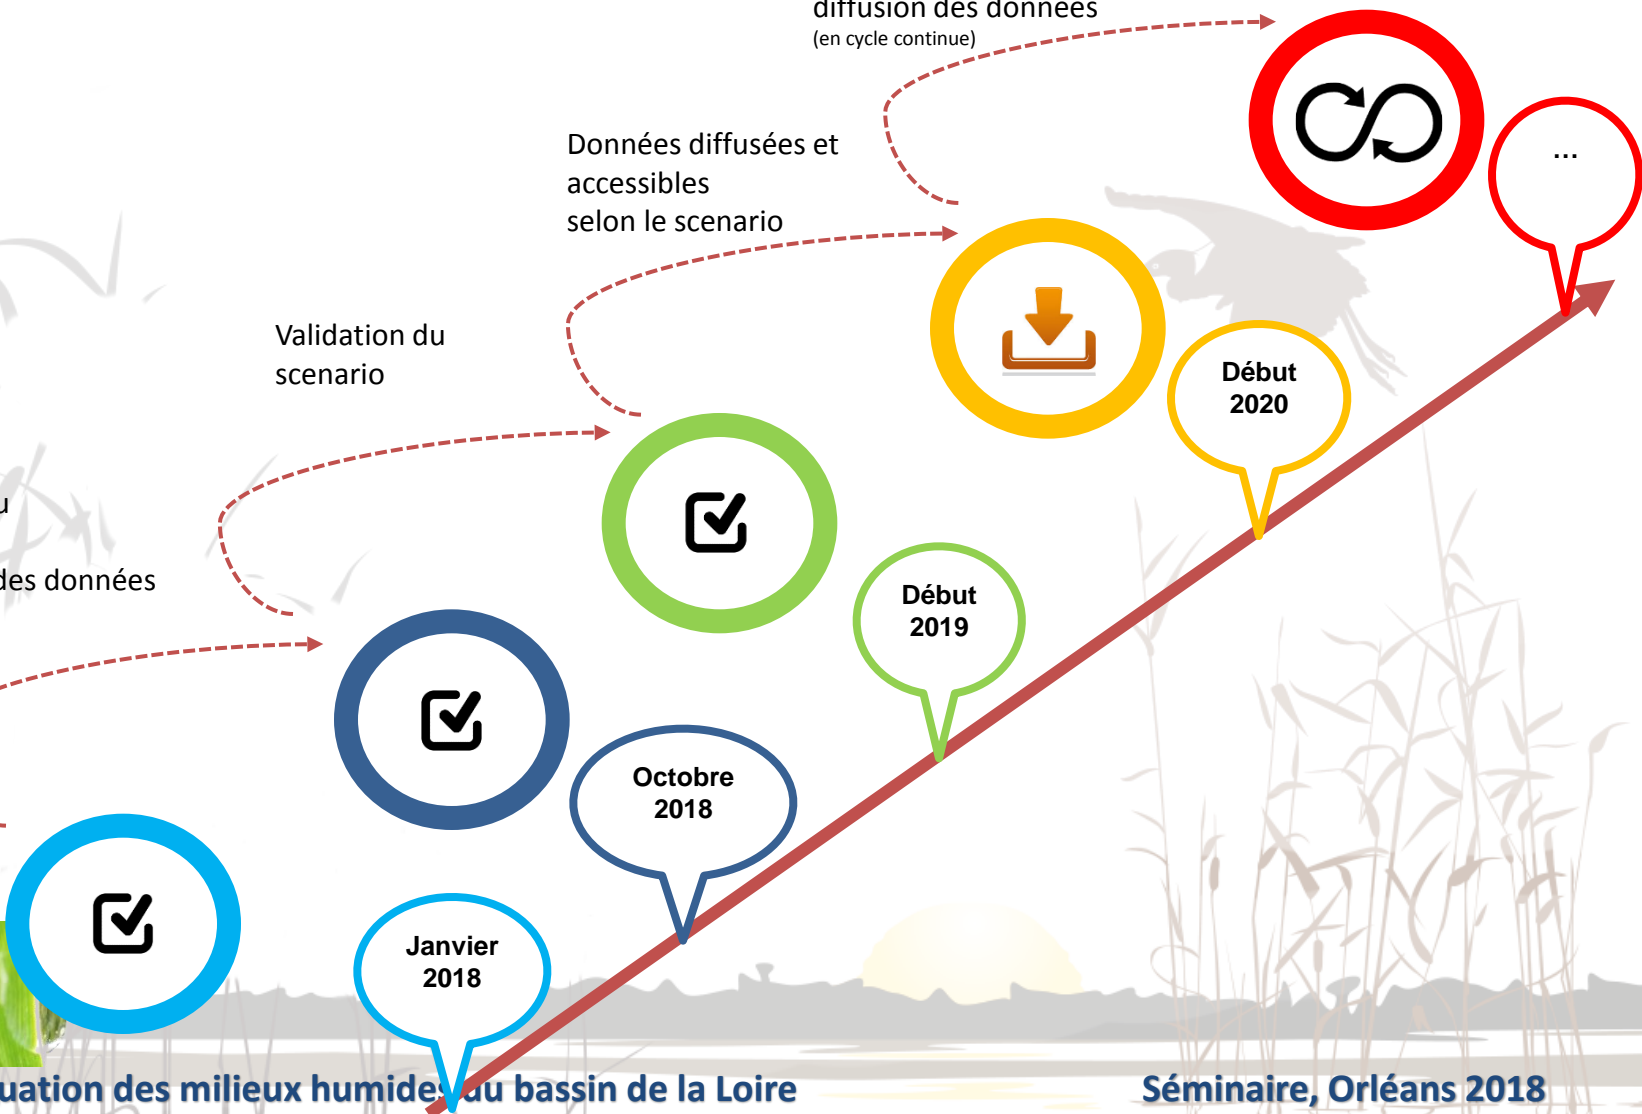 diffusion des données
(en cycle continue)
...
Données diffusées et
accessibles
selon le scenario
Validation du
scenario
Début
2020
des données
Début
2019
Octobre
2018
Janvier
2018
des milieux humides du bassin de la Loire
Séminaire, Orléans 2018